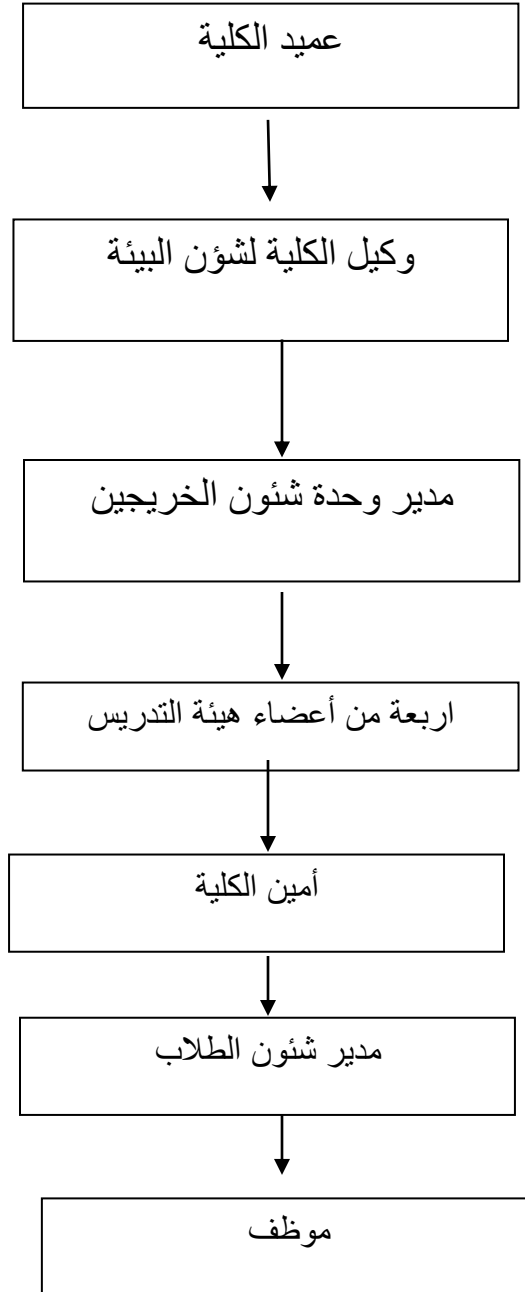 عميد الكلية
وكيل الكلية لشؤن البيئة
مدير وحدة شئون الخريجين
اربعة من أعضاء هيئة التدريس
أمين الكلية
مدير شئون الطلاب
موظف